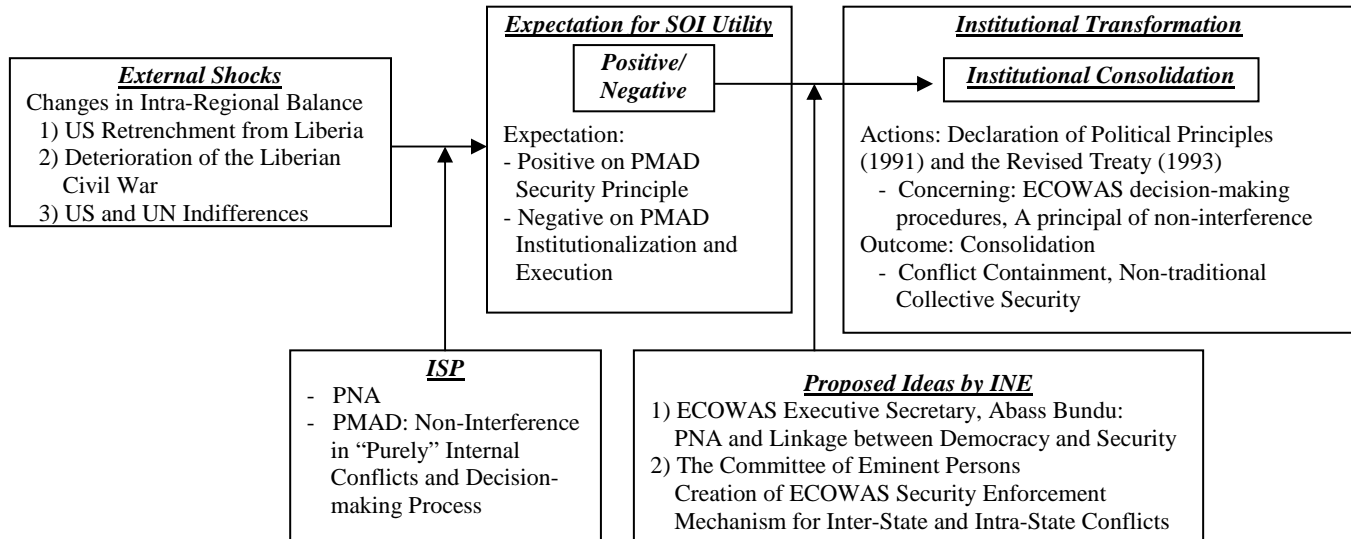 External Shocks
Changes in Intra-Regional Balance
1) US Retrenchment from Liberia
2) Deterioration of the Liberian
Civil War
3) US and UN Indifferences
Expectation for SOI Utility
Positive/
Negative
Expectation:
- Positive on PMAD
Security Principle
- Negative on PMAD
Institutionalization and
Execution
Institutional Transformation
Institutional Consolidation
Actions: Declaration of Political Principles
(1991) and the Revised Treaty (1993)
- Concerning: ECOWAS decision-making
procedures, A principal of non-interference
Outcome: Consolidation
- Conflict Containment, Non-traditional
Collective Security
ISP
- PNA
- PMAD: Non-Interference
in “Purely” Internal
Conflicts and Decision-
making Process
Proposed Ideas by INE
1) ECOWAS Executive Secretary, Abass Bundu:
PNA and Linkage between Democracy and Security
2) The Committee of Eminent Persons
Creation of ECOWAS Security Enforcement
Mechanism for Inter-State and Intra-State Conflicts